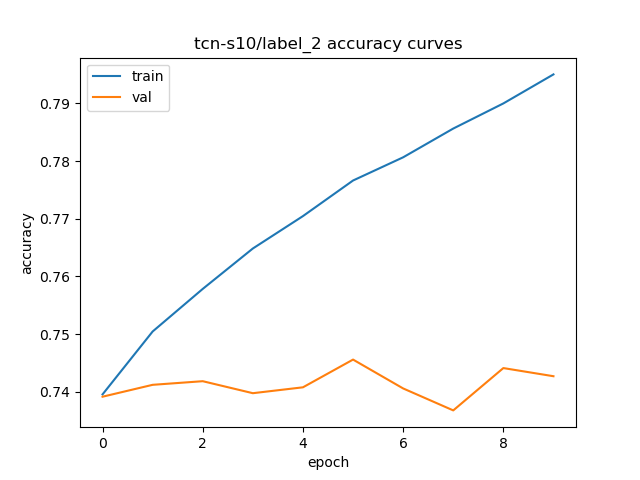 tcn-s10/label_2 accuracy curves
train
val
0.79
0.78
0.77
0.76
0.75
0.74
accuracy
0 2 4 6 8
epoch